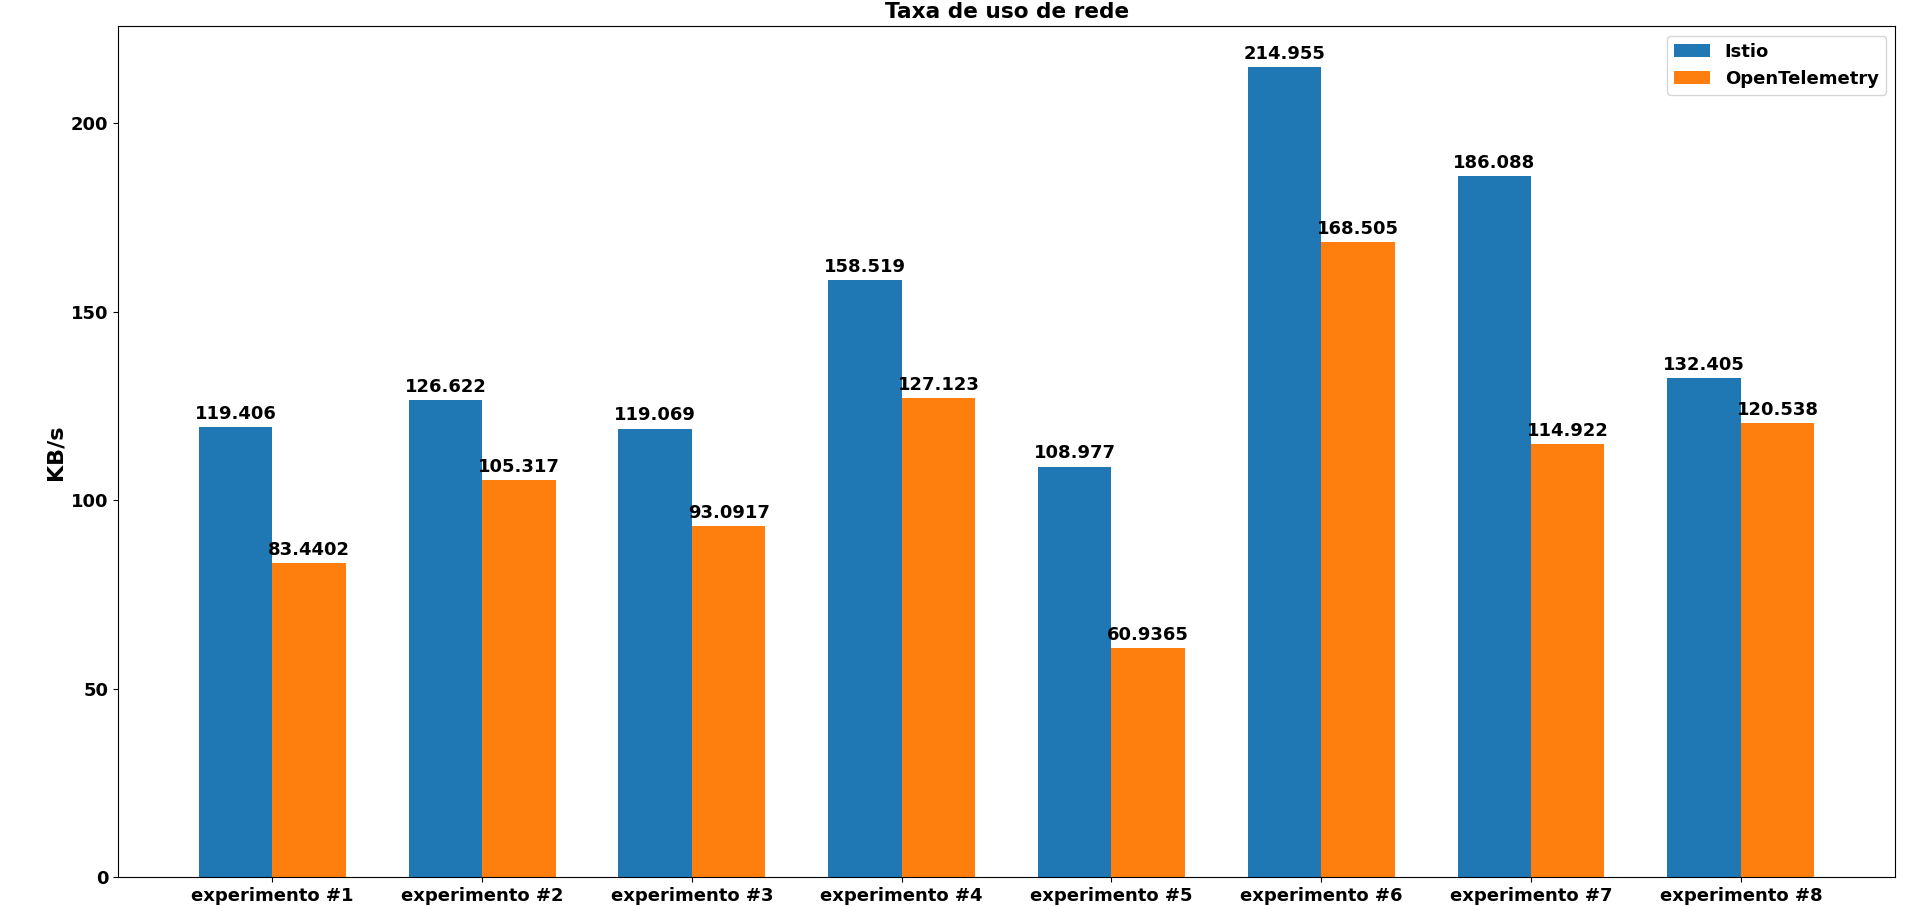 Taxa de uso de rede
Istio
OpenTelemetry
KB/s
200
150
100
50
0
119.406
83.4402
126.622
105.317
119.069
93.0917
158.519
127.123
108.977
60.9365
214.955
168.505
186.088
114.922
132.405
120.538
experimento #1
experimento #2
experimento #3
experimento #4
experimento #5
experimento #6
experimento #7
experimento #8